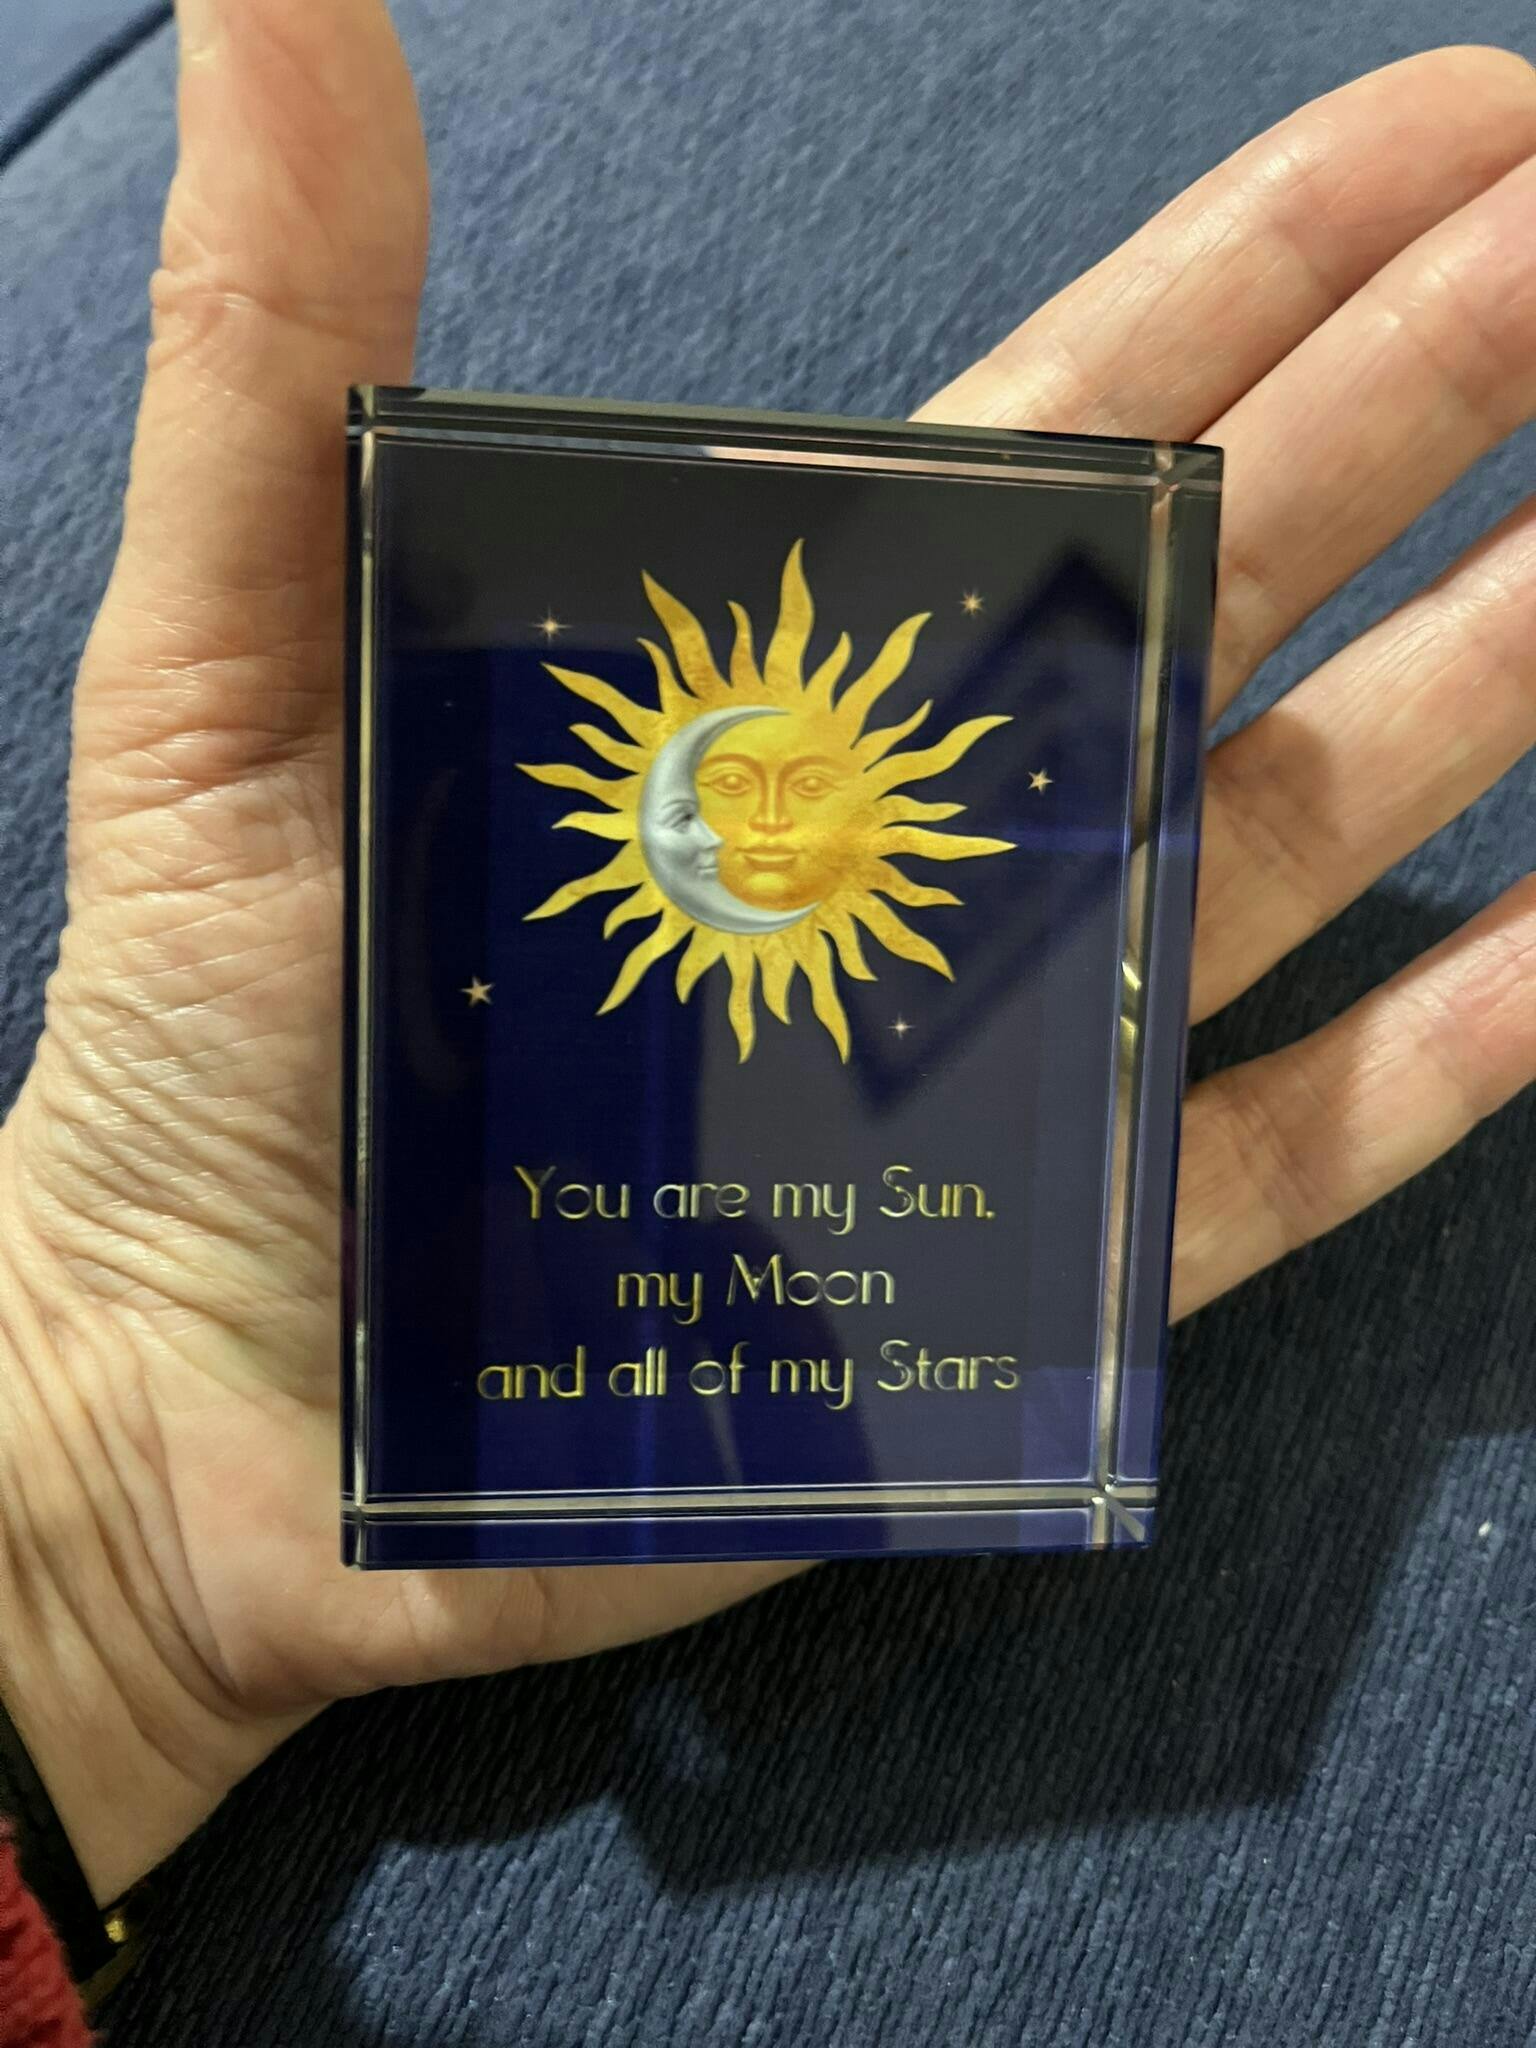 You are my Sun,
my Moon
and all of my Stars